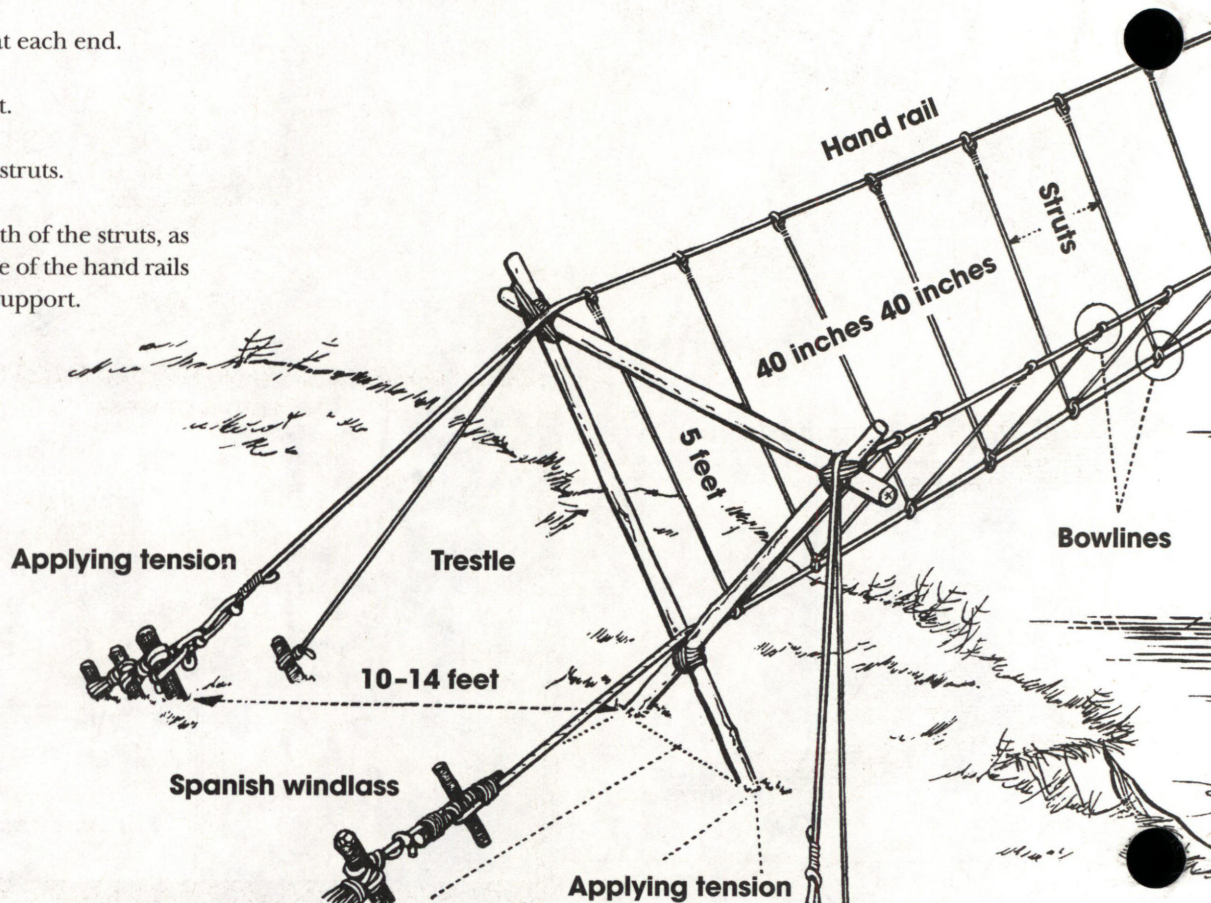 at each end.
t.
struts.
th of the struts, as
e of the hand rails
upport.
Hand rail
Struts
40 inches 40 inches
5 feet
Bowlines
Applying tension
Trestle
10–14 feet
Spanish windlass
Applying tension